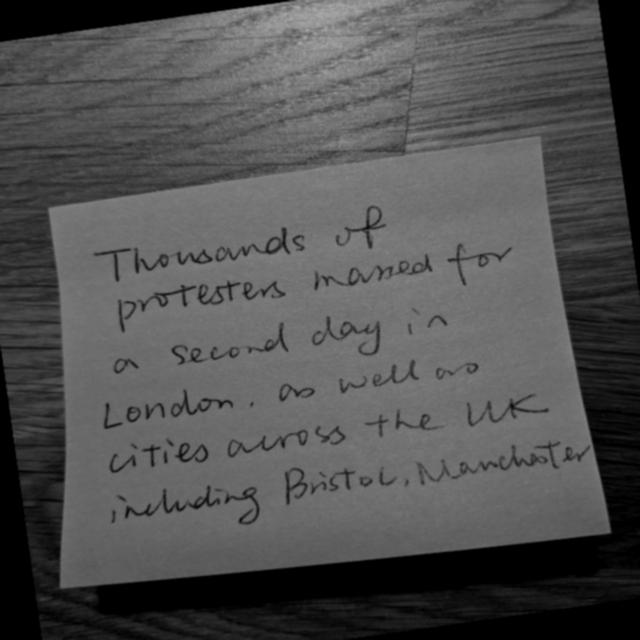 Thousands of
protesters massed for
a second day in
London, as well as
cities across the UK
including Bristol, Manchester